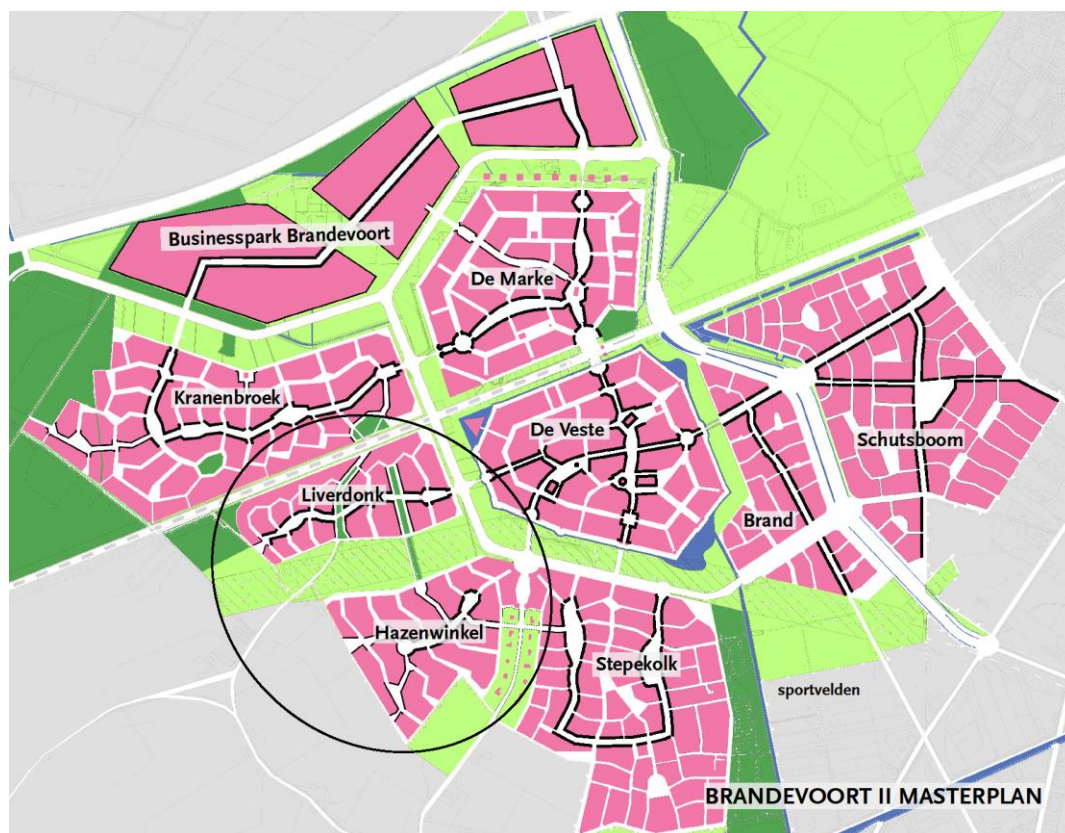 Businesspark Brandevoort
De Marke
Kranenbroek
De Veste
Schutsboom
Liverdonk
Brand
Hazenwinkel
Stepekolk
sportvelden
BRANDEVOORT II MASTERPLAN